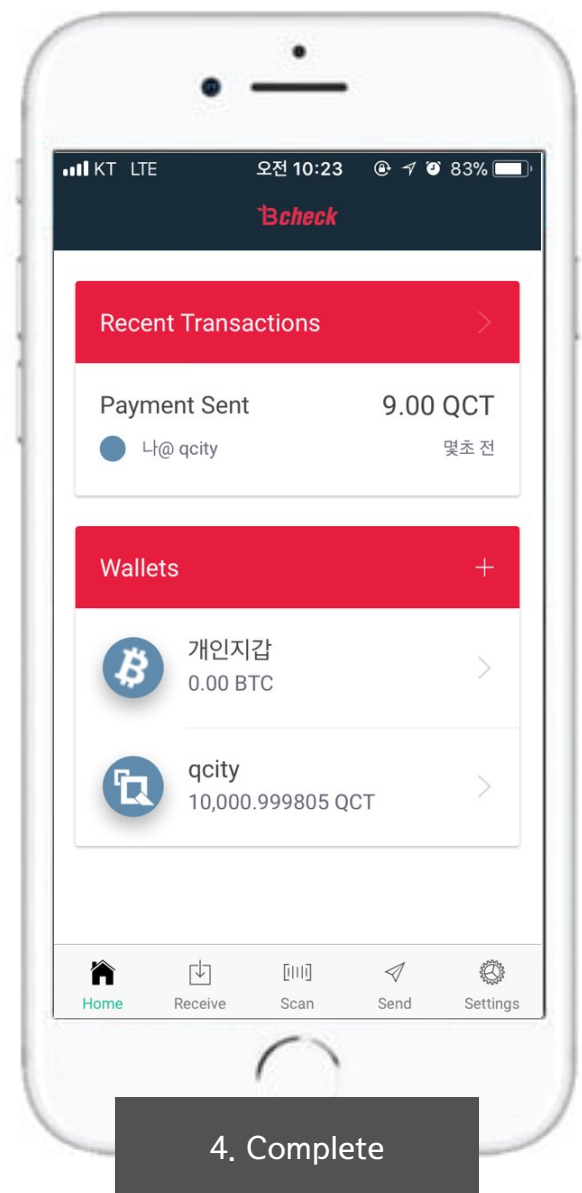 KT LTE 오전 10:23 83%
Bcheck
Recent Transactions
Payment Sent 9.00 QCT
나@ qcity 몇초 전
Wallets +
개인지갑
0.00 BTC
qcity
10,000.999805 QCT
Home Receive Scan Send Settings
4. Complete